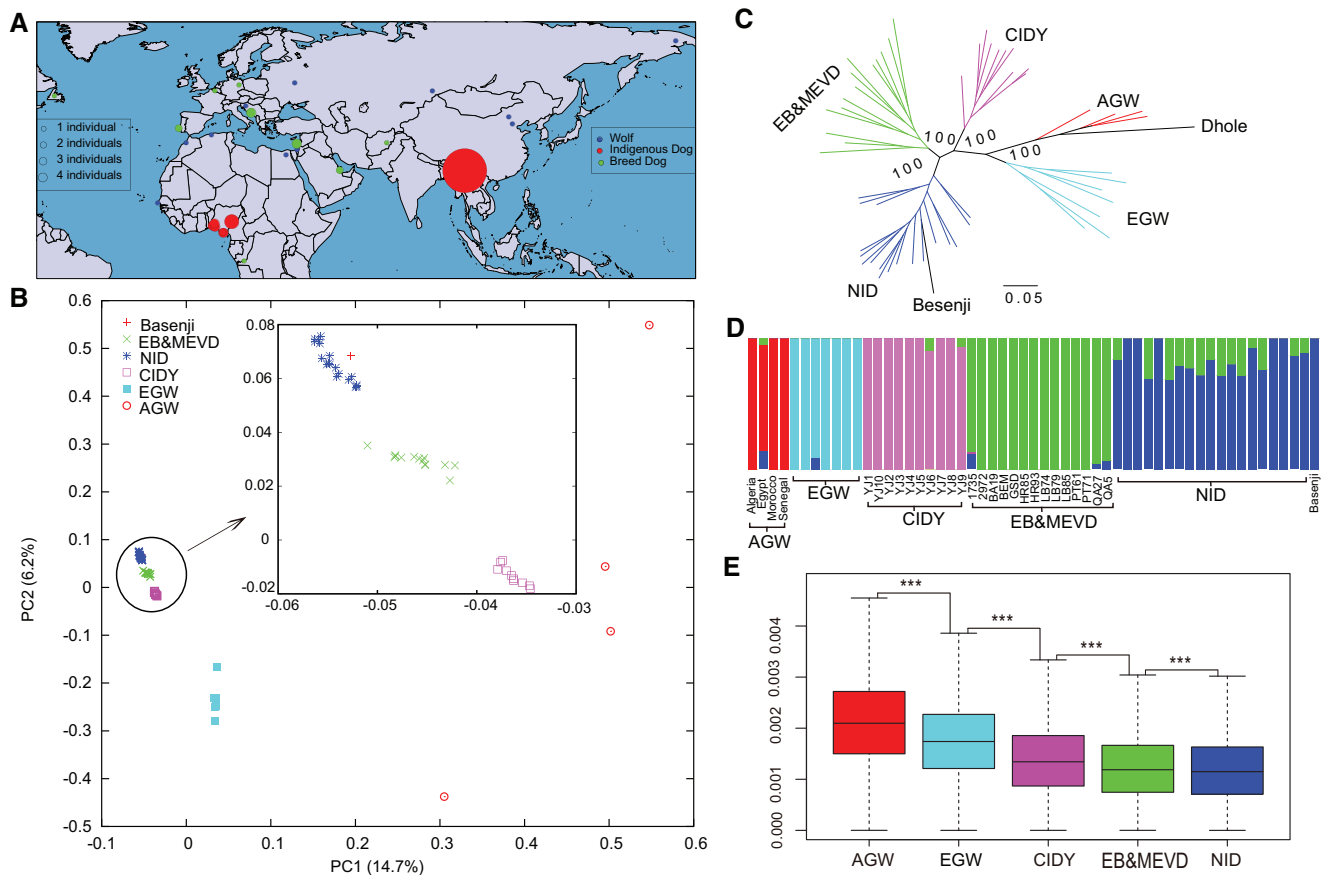 A
1 individual
2 individuals
3 individuals
4 individuals
Wolf
Indigenous Dog
Breed Dog
B
Basenji
EB&MEVD
NID
CIDY
EGW
AGW
0.6
0.5
0.4
0.3
0.2
0.1
0
-0.1
-0.2
-0.3
-0.4
-0.5
-0.1
0
0.1
0.2
0.3
0.4
0.5
0.6
PC2 (6.2%)
PC1 (14.7%)
0.08
0.06
0.04
0.02
0
-0.02
-0.06
-0.05
-0.04
-0.03
C
CIDY
EB&MEVD
AGW
Dhole
100
100
100
100
EGW
NID
Besenji
0.05
D
Algeria
Egypt
Morocco
Senegal
AGW
EGW
YJ1
YJ10
YJ2
YJ3
YJ4
YJ5
YJ6
YJ7
YJ8
YJ9
CIDY
1735
2972
BA19
BEM
GSD
HR85
HR93
LB74
LB79
LB85
PT61
PT71
QA27
QA5
EB&MEVD
NID
Basenji
E
0.004
0.003
0.002
0.001
0.000
***
***
***
***
AGW
EGW
CIDY
EB&MEVD
NID